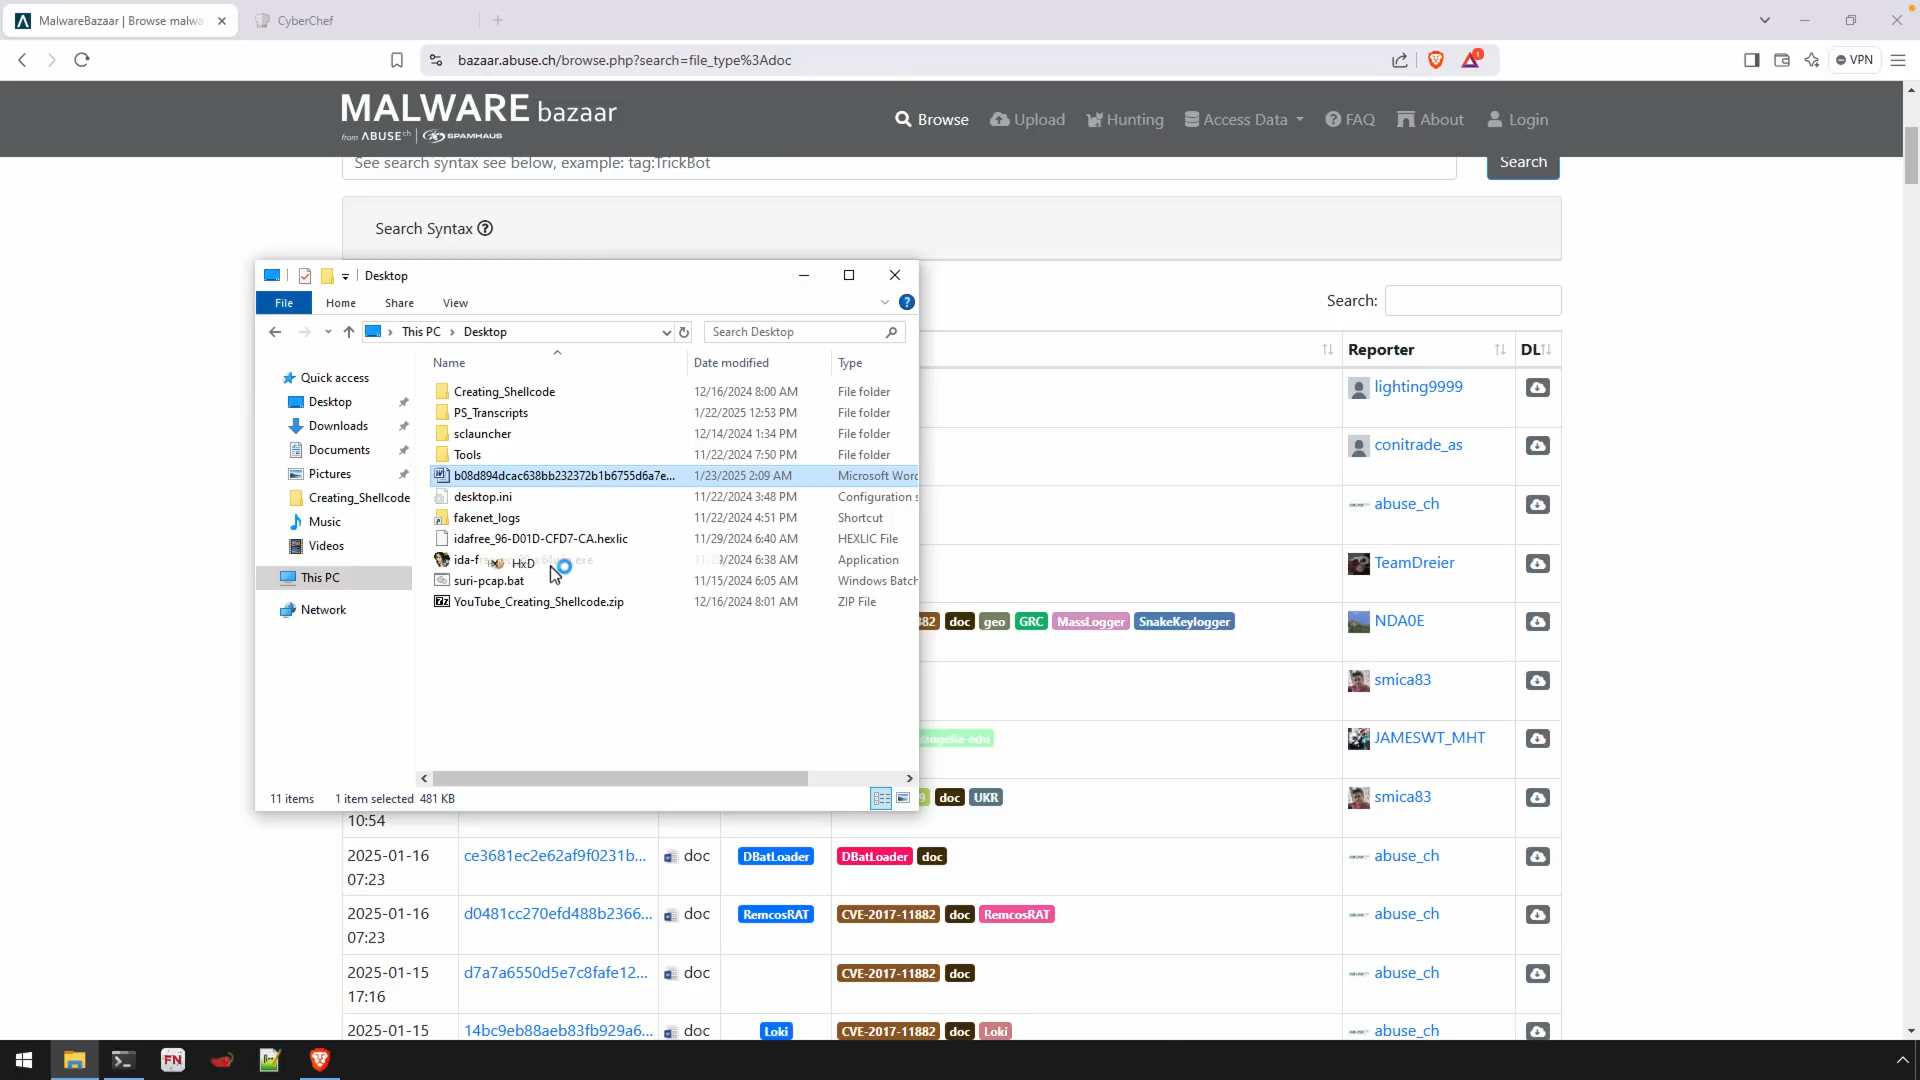 MalwareBazaar | Browse malwa
CyberChef
bazaar.abuse.ch/browse.php?search=file_type%3Adoc
1
VPN
MALWARE bazaar
from ABUSE ch | SPAMHAUS
Browse
Upload
Hunting
Access Data
FAQ
About
Login
See search syntax see below, example: tag:TrickBot
Search
Search Syntax
Search:
Reporter
DL
Desktop
File
Home
Share
View
This PC
Desktop
Search Desktop
Name
Date modified
Type
Quick access
Desktop
Downloads
Documents
Pictures
Creating_Shellcode
Music
Videos
This PC
Network
Creating_Shellcode 12/16/2024 8:00 AM File folder
PS_Transcripts 1/22/2025 12:53 PM File folder
sclauncher 12/14/2024 1:34 PM File folder
Tools 11/22/2024 7:50 PM File folder
b08d894dcac638bb232372b1b6755d6a7e... 1/23/2025 2:09 AM Microsoft Word
desktop.ini 11/22/2024 3:48 PM Configuration s
fakenet_logs 11/22/2024 4:51 PM Shortcut
idafree_96-D01D-CFD7-CA.hexlic 11/29/2024 6:40 AM HEXLIC File
ida-f 9/2024 6:38 AM Application
HxD
suri-pcap.bat 11/15/2024 6:05 AM Windows Batch
YouTube_Creating_Shellcode.zip 12/16/2024 8:01 AM ZIP File
11 items 1 item selected 481 KB
lighting9999
conitrade_as
abuse_ch
TeamDreier
882 doc geo GRC MassLogger SnakeKeylogger NDA0E
smica83
angelia-edu JAMESWT_MHT
doc UKR smica83
10:54
2025-01-16 ce3681ec2e62af9f0231b... doc DBatLoader DBatLoader doc abuse_ch
07:23
2025-01-16 d0481cc270efd488b2366... doc RemcosRAT CVE-2017-11882 doc RemcosRAT abuse_ch
07:23
2025-01-15 d7a7a6550d5e7c8fafe12... doc CVE-2017-11882 doc abuse_ch
17:16
2025-01-15 14bc9eb88aeb83fb929a6... doc Loki CVE-2017-11882 doc Loki abuse_ch
FN